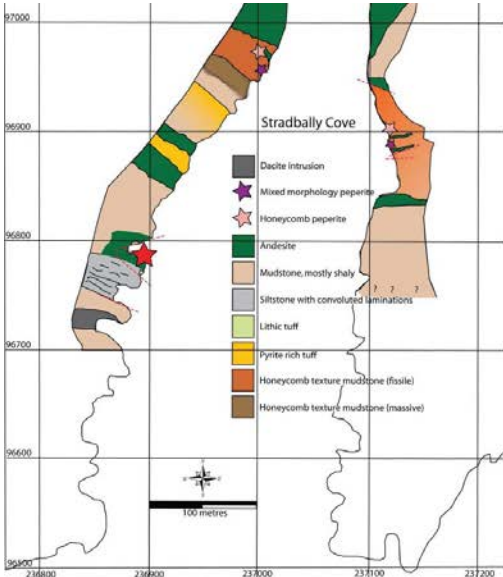 97000
96900
96800
96700
96600
96500
Stradbally Cove
Dacite intrusion
Mixed morphology peperite
Honeycomb peperite
Andesite
Mudstone, mostly shaly
Siltstone with convoluted laminations
Lithic tuff
Pyrite rich tuff
Honeycomb texture mudstone (fissile)
Honeycomb texture mudstone (massive)
? ? ?
100 metres
236800
236900
237000
237100
237200